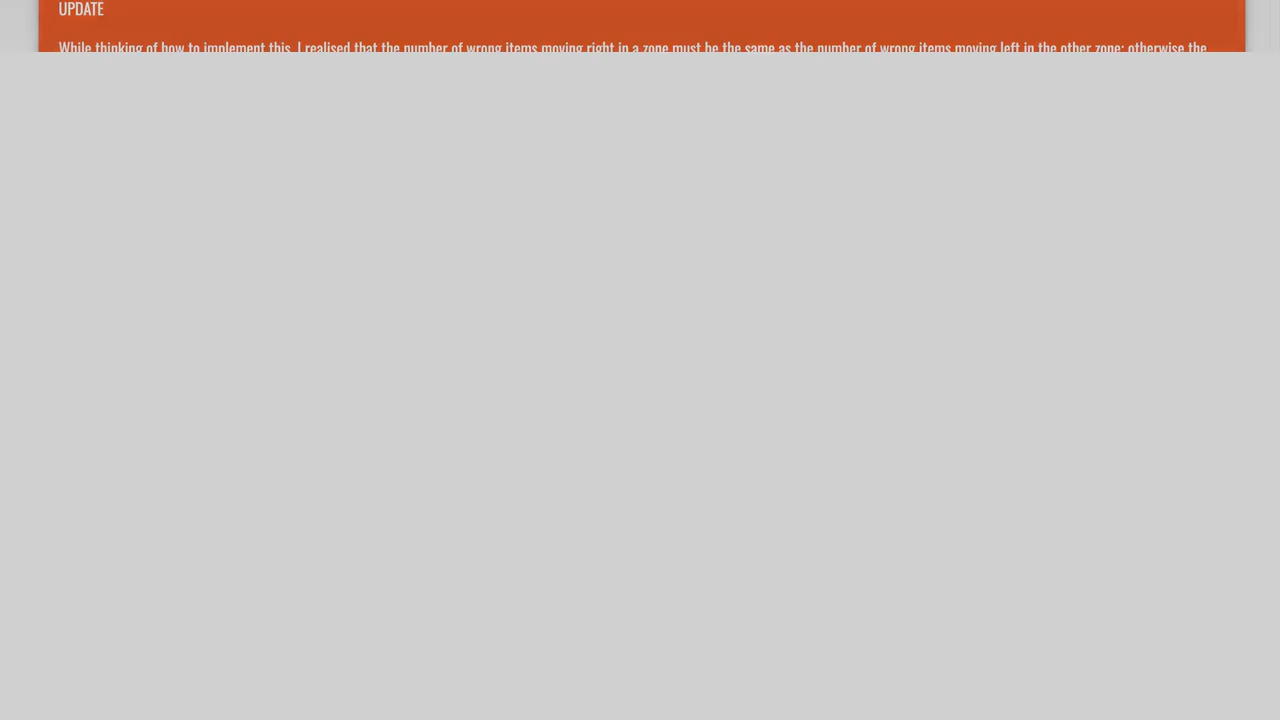 UPDATE
While thinking of how to implement this, I realised that the number of wrong items moving right in a zone must be the same as the number of wrong items moving left in the other zone; otherwise the